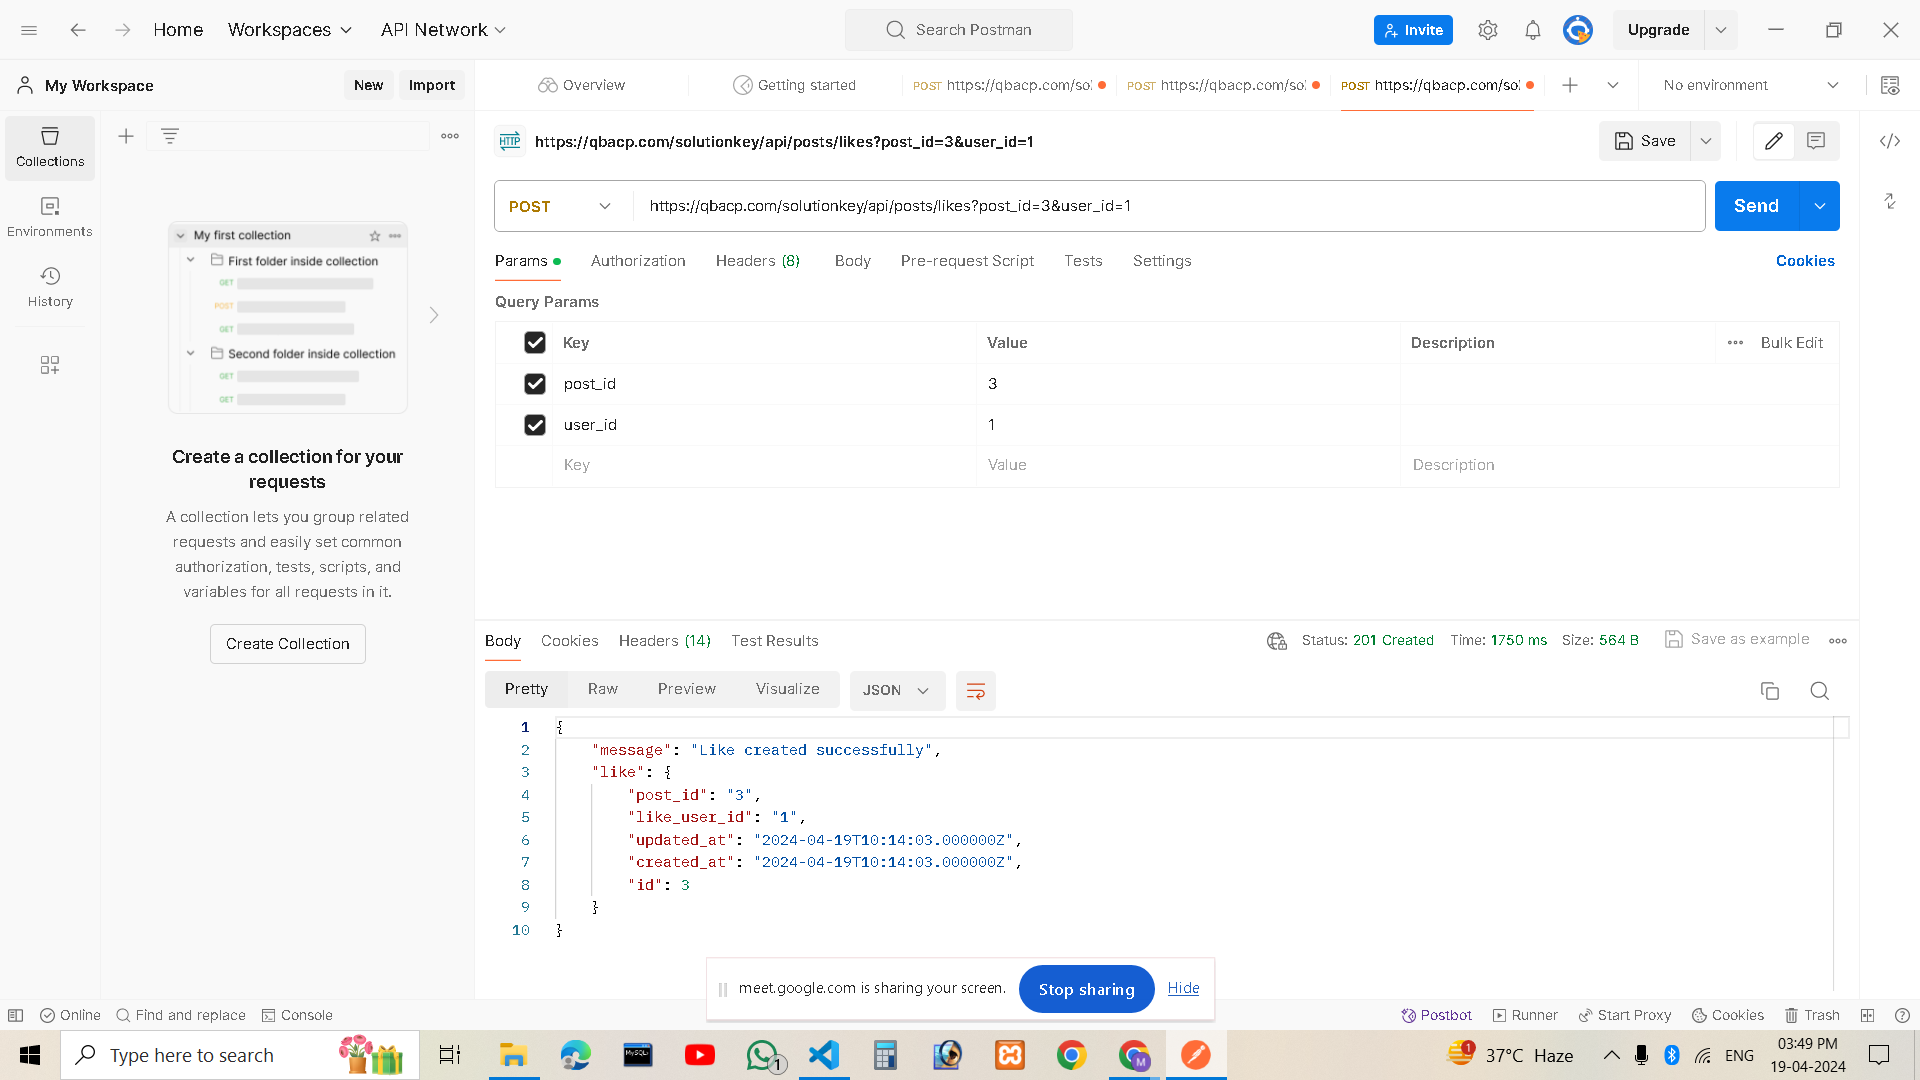 Home
Workspaces
API Network
Search Postman
Invite
Upgrade
My Workspace
New
Import
Overview
Getting started
POST https://qbacp.com/so
POST https://qbacp.com/so
POST https://qbacp.com/so
No environment
Collections
Environments
History
My first collection
First folder inside collection
GET
POST
GET
Second folder inside collection
GET
GET
Create a collection for your
requests
A collection lets you group related
requests and easily set common
authorization, tests, scripts, and
variables for all requests in it.
Create Collection
HTTP
https://qbacp.com/solutionkey/api/posts/likes?post_id=3&user_id=1
Save
POST
https://qbacp.com/solutionkey/api/posts/likes?post_id=3&user_id=1
Send
Params
Authorization
Headers (8)
Body
Pre-request Script
Tests
Settings
Cookies
Query Params
Key
Value
Description
Bulk Edit
post_id
3
user_id
1
Key
Value
Description
Body
Cookies
Headers (14)
Test Results
Status: 201 Created
Time: 1750 ms
Size: 564 B
Save as example
Pretty
Raw
Preview
Visualize
JSON
1 {
2 "message": "Like created successfully",
3 "like": {
4 "post_id": "3",
5 "like_user_id": "1",
6 "updated_at": "2024-04-19T10:14:03.000000Z",
7 "created_at": "2024-04-19T10:14:03.000000Z",
8 "id": 3
9 }
10 }
meet.google.com is sharing your screen.
Stop sharing
Hide
Online
Find and replace
Console
Postbot
Runner
Start Proxy
Cookies
Trash
Type here to search
MySQL
1
M
1
37°C Haze
ENG
03:49 PM
19-04-2024